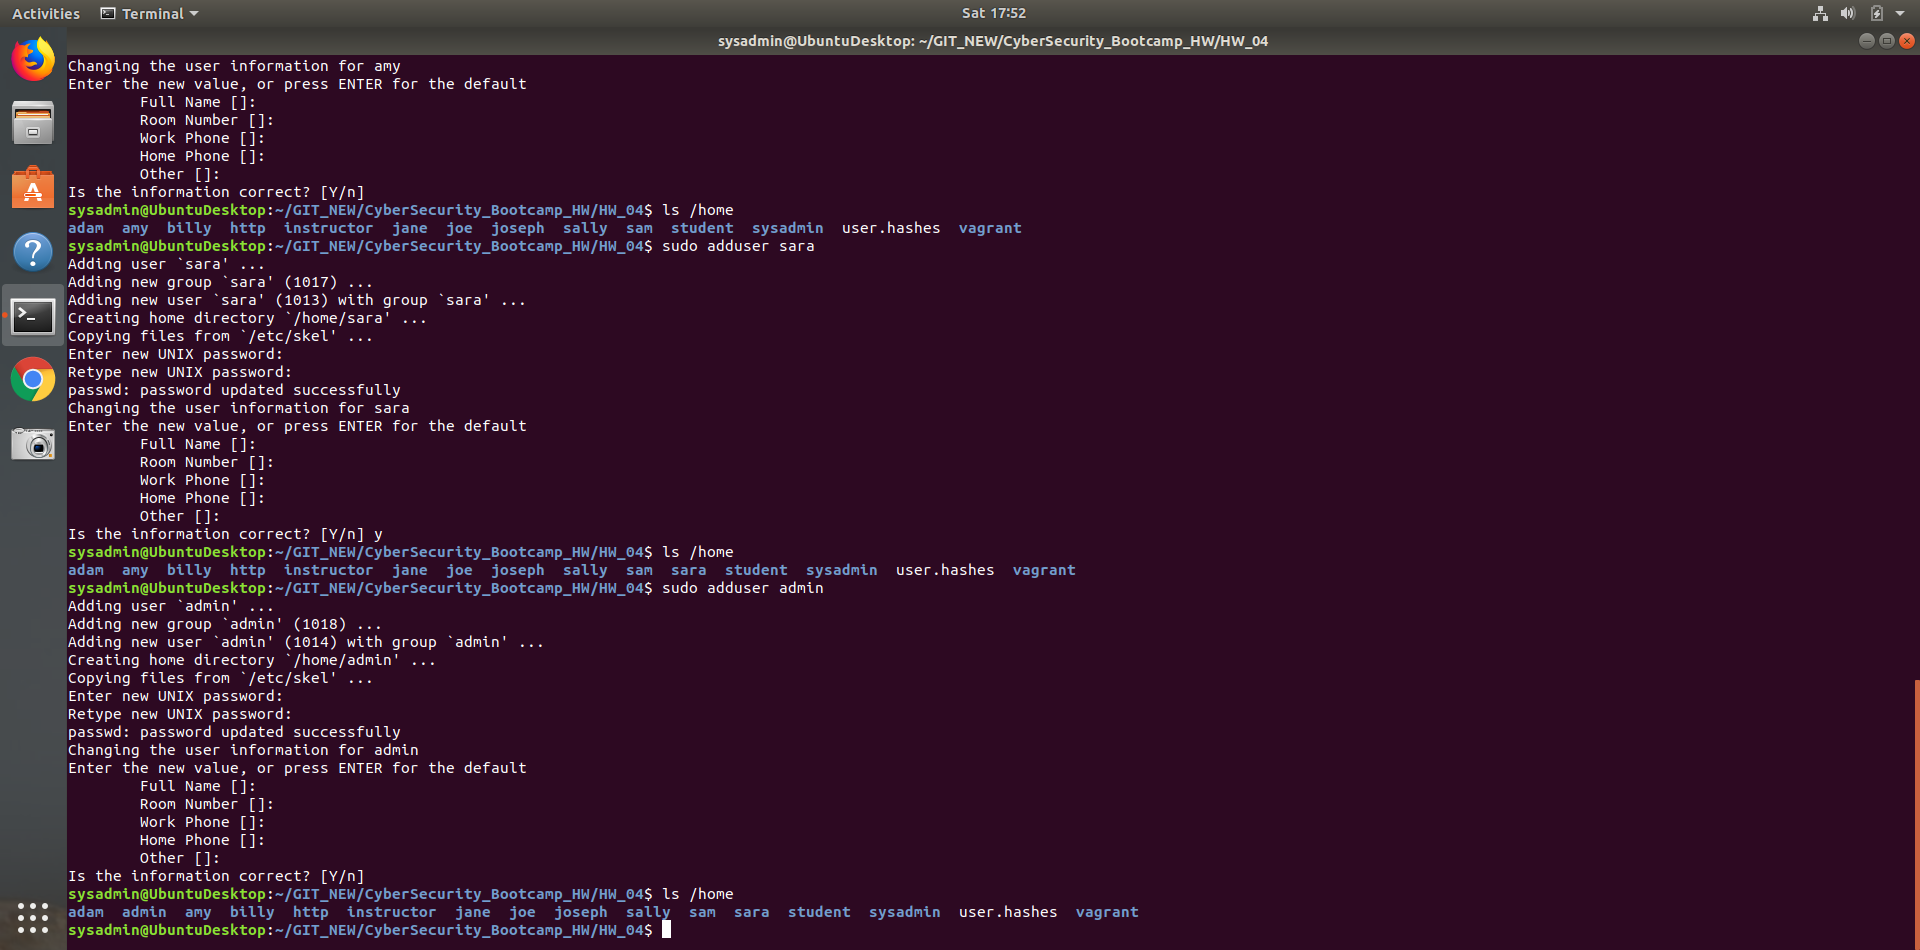 Activities Terminal Sat 17:52
sysadmin@UbuntuDesktop: ~/GIT_NEW/CyberSecurity_Bootcamp_HW/HW_04
Changing the user information for amy
Enter the new value, or press ENTER for the default
Full Name []:
Room Number []:
Work Phone []:
Home Phone []:
Other []:
Is the information correct? [Y/n]
sysadmin@UbuntuDesktop:~/GIT_NEW/CyberSecurity_Bootcamp_HW/HW_04$ ls /home
adam amy billy http instructor jane joe joseph sally sam student sysadmin user.hashes vagrant
sysadmin@UbuntuDesktop:~/GIT_NEW/CyberSecurity_Bootcamp_HW/HW_04$ sudo adduser sara
Adding user `sara' ...
Adding new group `sara' (1017) ...
Adding new user `sara' (1013) with group `sara' ...
Creating home directory `/home/sara' ...
Copying files from `/etc/skel' ...
Enter new UNIX password:
Retype new UNIX password:
passwd: password updated successfully
Changing the user information for sara
Enter the new value, or press ENTER for the default
Full Name []:
Room Number []:
Work Phone []:
Home Phone []:
Other []:
Is the information correct? [Y/n] y
sysadmin@UbuntuDesktop:~/GIT_NEW/CyberSecurity_Bootcamp_HW/HW_04$ ls /home
adam amy billy http instructor jane joe joseph sally sam sara student sysadmin user.hashes vagrant
sysadmin@UbuntuDesktop:~/GIT_NEW/CyberSecurity_Bootcamp_HW/HW_04$ sudo adduser admin
Adding user `admin' ...
Adding new group `admin' (1018) ...
Adding new user `admin' (1014) with group `admin' ...
Creating home directory `/home/admin' ...
Copying files from `/etc/skel' ...
Enter new UNIX password:
Retype new UNIX password:
passwd: password updated successfully
Changing the user information for admin
Enter the new value, or press ENTER for the default
Full Name []:
Room Number []:
Work Phone []:
Home Phone []:
Other []:
Is the information correct? [Y/n]
sysadmin@UbuntuDesktop:~/GIT_NEW/CyberSecurity_Bootcamp_HW/HW_04$ ls /home
adam admin amy billy http instructor jane joe joseph sally sam sara student sysadmin user.hashes vagrant
sysadmin@UbuntuDesktop:~/GIT_NEW/CyberSecurity_Bootcamp_HW/HW_04$